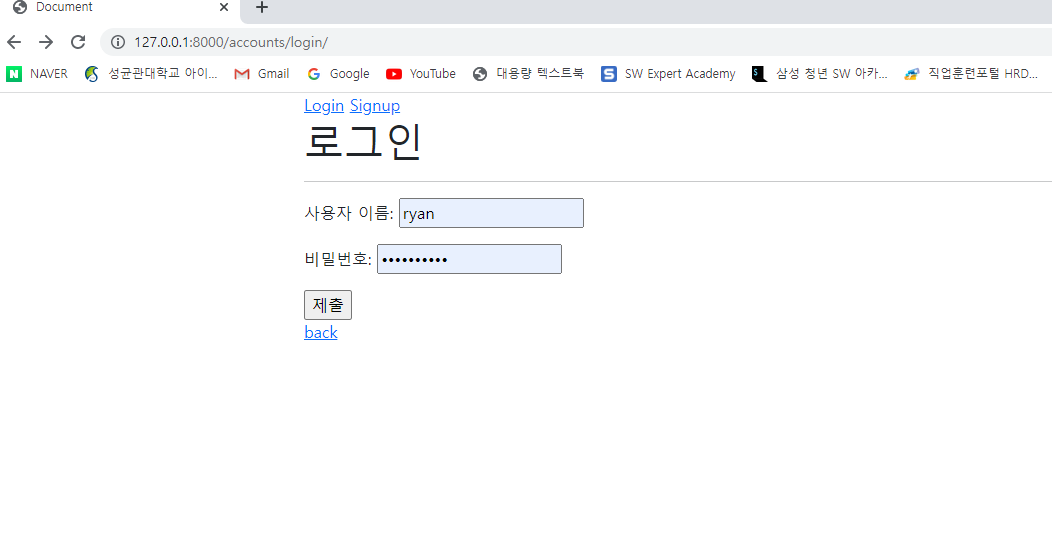 Document
127.0.0.1:8000/accounts/login/
NAVER 성균관대학교 아이... Gmail Google YouTube 대용량 텍스트북 SW Expert Academy 삼성 청년 SW 아카... 직업훈련포털 HRD...
Login Signup
로그인
사용자 이름: ryan
비밀번호: ••••••••••
제출
back